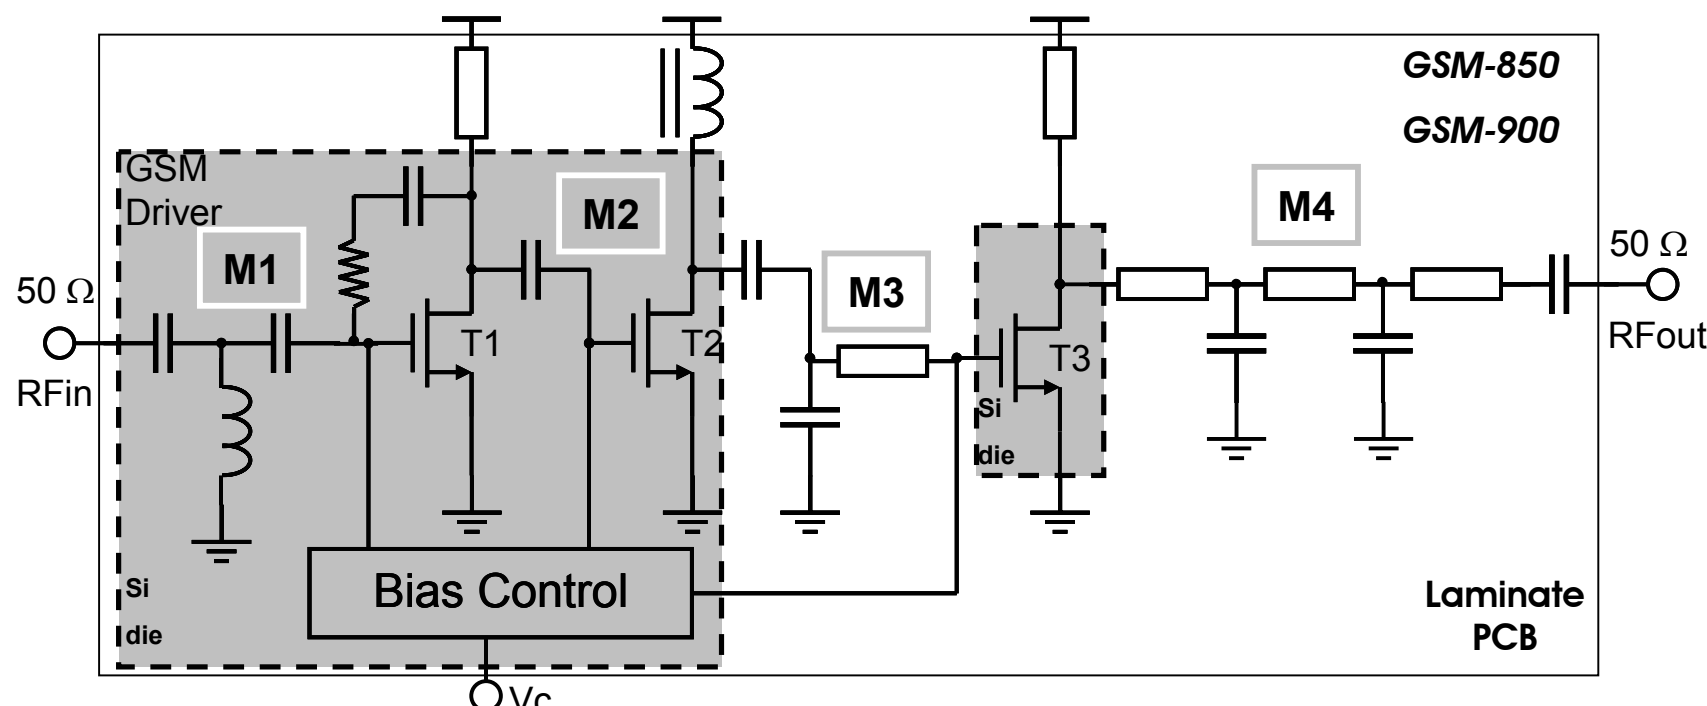 GSM-850
GSM-900
GSM
Driver
M1
M2
M3
M4
50 Ω
RFin
T1
T2
T3
50 Ω
RFout
Si
die
Si
die
Bias Control
Laminate
PCB
Vc